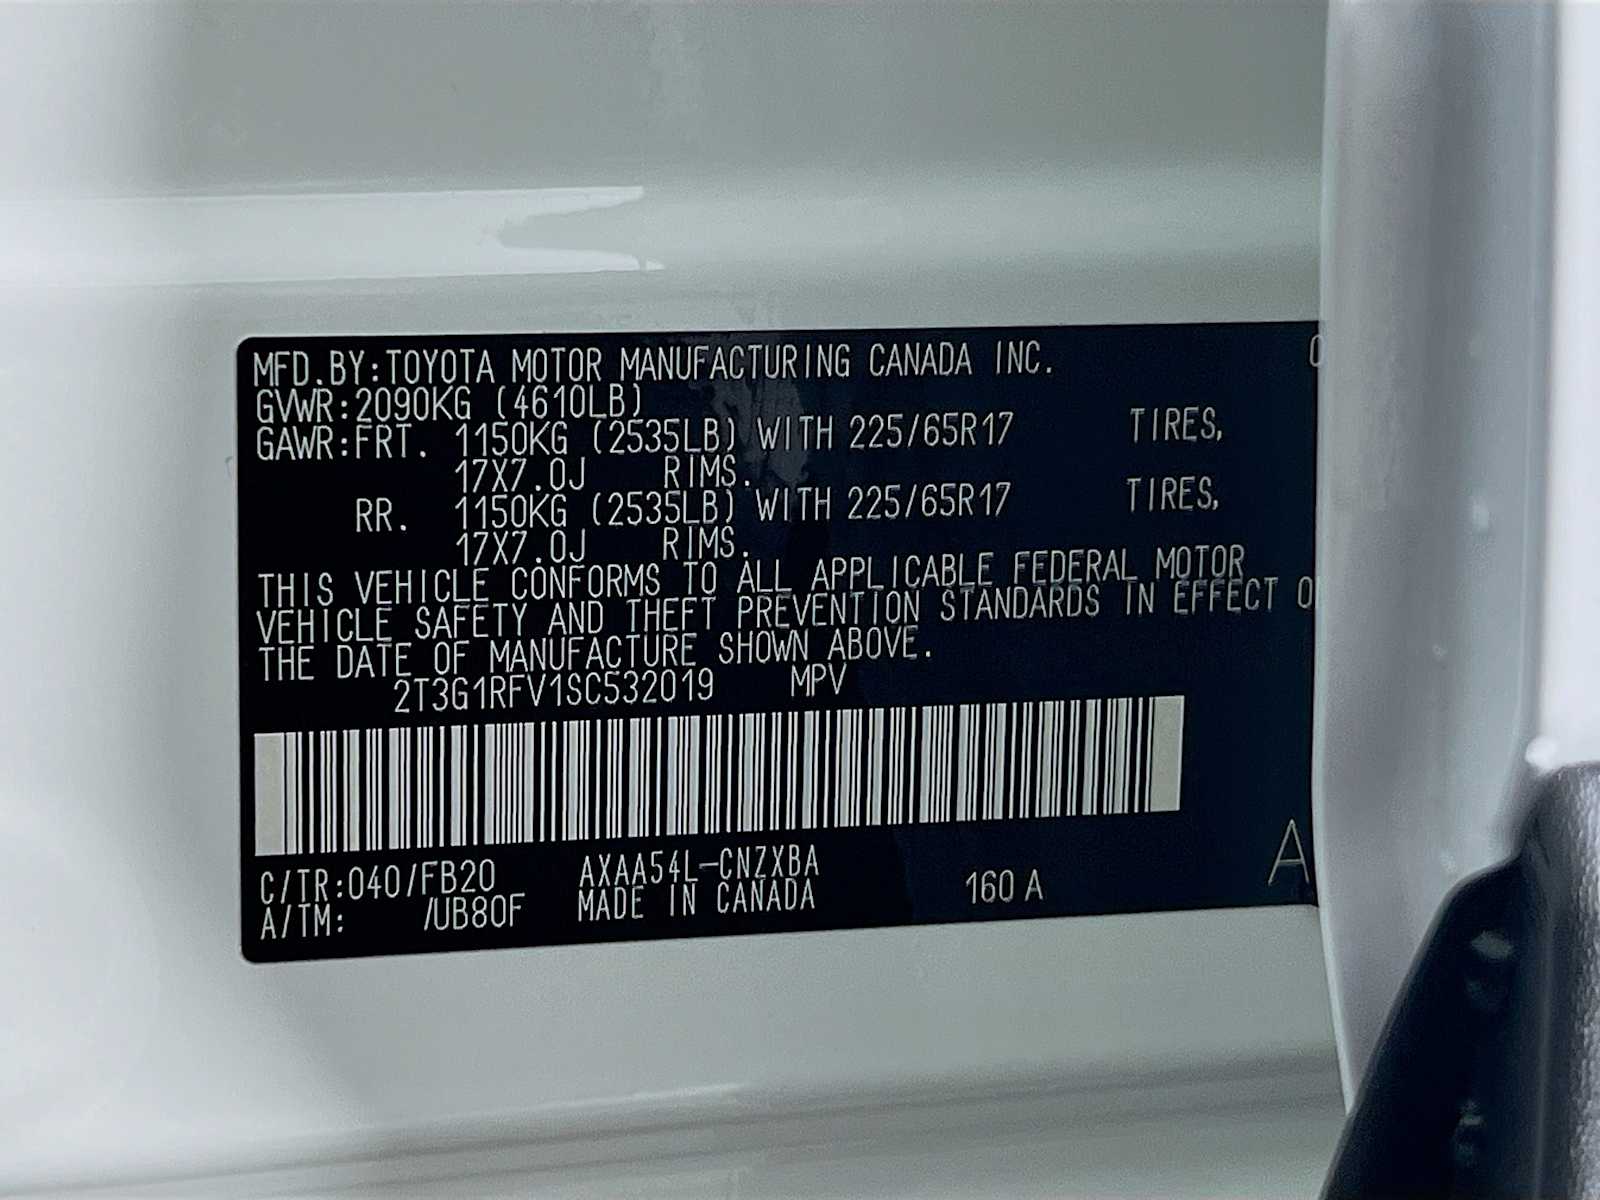 MFD.BY:TOYOTA MOTOR MANUFACTURING CANADA INC.
GVWR:2090KG (4610LB)
GAWR:FRT. 1150KG (2535LB) WITH 225/65R17 TIRES,
17X7.0J RIMS.
RR. 1150KG (2535LB) WITH 225/65R17 TIRES,
17X7.0J RIMS.
THIS VEHICLE CONFORMS TO ALL APPLICABLE FEDERAL MOTOR
VEHICLE SAFETY AND THEFT PREVENTION STANDARDS IN EFFECT
THE DATE OF MANUFACTURE SHOWN ABOVE.
2T3G1RFV1SC532019 MPV
C/TR:040/FB20 AXAA54L-CNZXBA
A/TM: /UB80F MADE IN CANADA 160 A
A